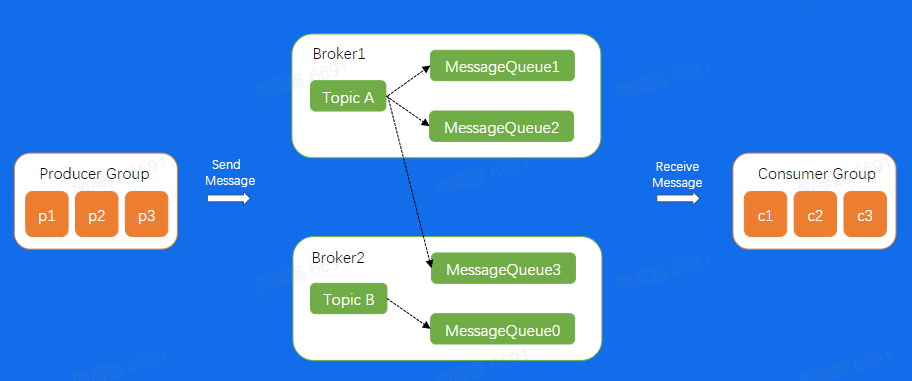 Broker1
MessageQueue1
Topic A
MessageQueue2
Producer Group
p1 p2 p3
Send
Message
Receive
Message
Consumer Group
c1 c2 c3
Broker2
MessageQueue3
Topic B
MessageQueue0